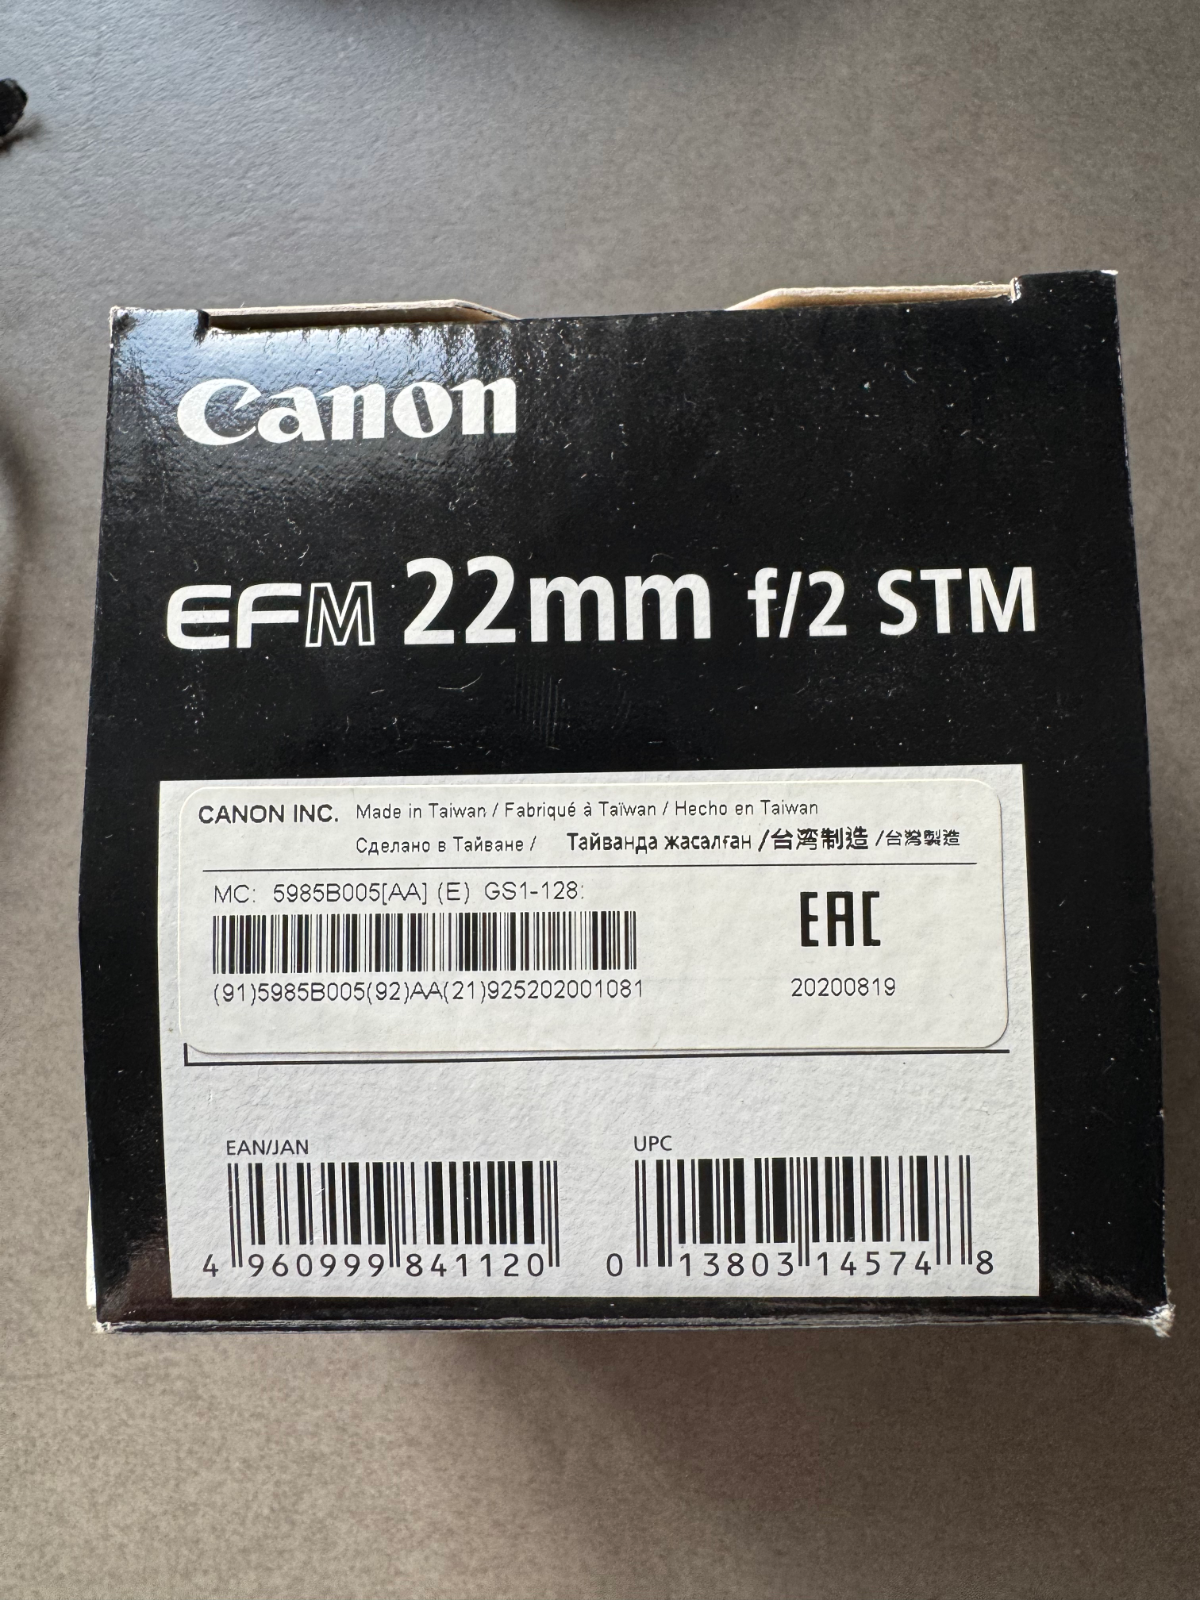 Canon
EFM 22mm f/2 STM
CANON INC. Made in Taiwan / Fabriqué à Taïwan / Hecho en Taiwan
Сделано в Тайване / Тайванда жасалған /台湾制造 /台灣製造
MC: 5985B005[AA] (E) GS1-128:
EAC
(91)5985B005(92)AA(21)925202001081
20200819
EAN/JAN
UPC
4 960999 841120
0 13803 14574 8